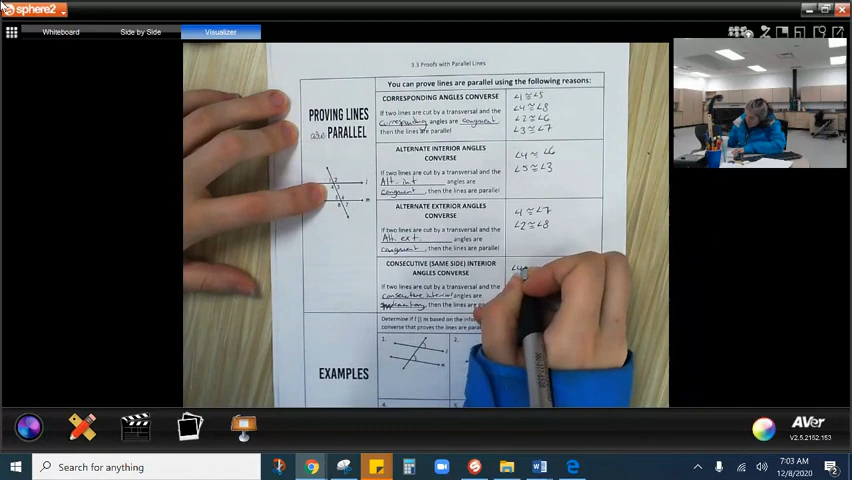 sphere2
Whiteboard
Side by Side
Visualizer
3.3 Proofs with Parallel Lines
PROVING LINES
are PARALLEL
You can prove lines are parallel using the following reasons:
CORRESPONDING ANGLES CONVERSE
If two lines are cut by a transversal and the
corresponding angles are congruent
then the lines are parallel
∠1≅∠5
∠4≅∠8
∠2≅∠6
∠3≅∠7
ALTERNATE INTERIOR ANGLES
CONVERSE
If two lines are cut by a transversal and the
Alt. int angles are
congruent, then the lines are parallel
∠4≅∠6
∠5≅∠3
ALTERNATE EXTERIOR ANGLES
CONVERSE
If two lines are cut by a transversal and the
Alt. ext. angles are
congruent, then the lines are parallel
∠1≅∠7
∠2≅∠8
CONSECUTIVE (SAME SIDE) INTERIOR
ANGLES CONVERSE
If two lines are cut by a transversal and the
consecutive interior angles are
supplementary, then the lines are
∠4
EXAMPLES
Determine if l || m based on the
converse that proves the lines are
1.
2.
4.
AVer
V2.5.2152.153
Search for anything
7:03 AM
12/8/2020